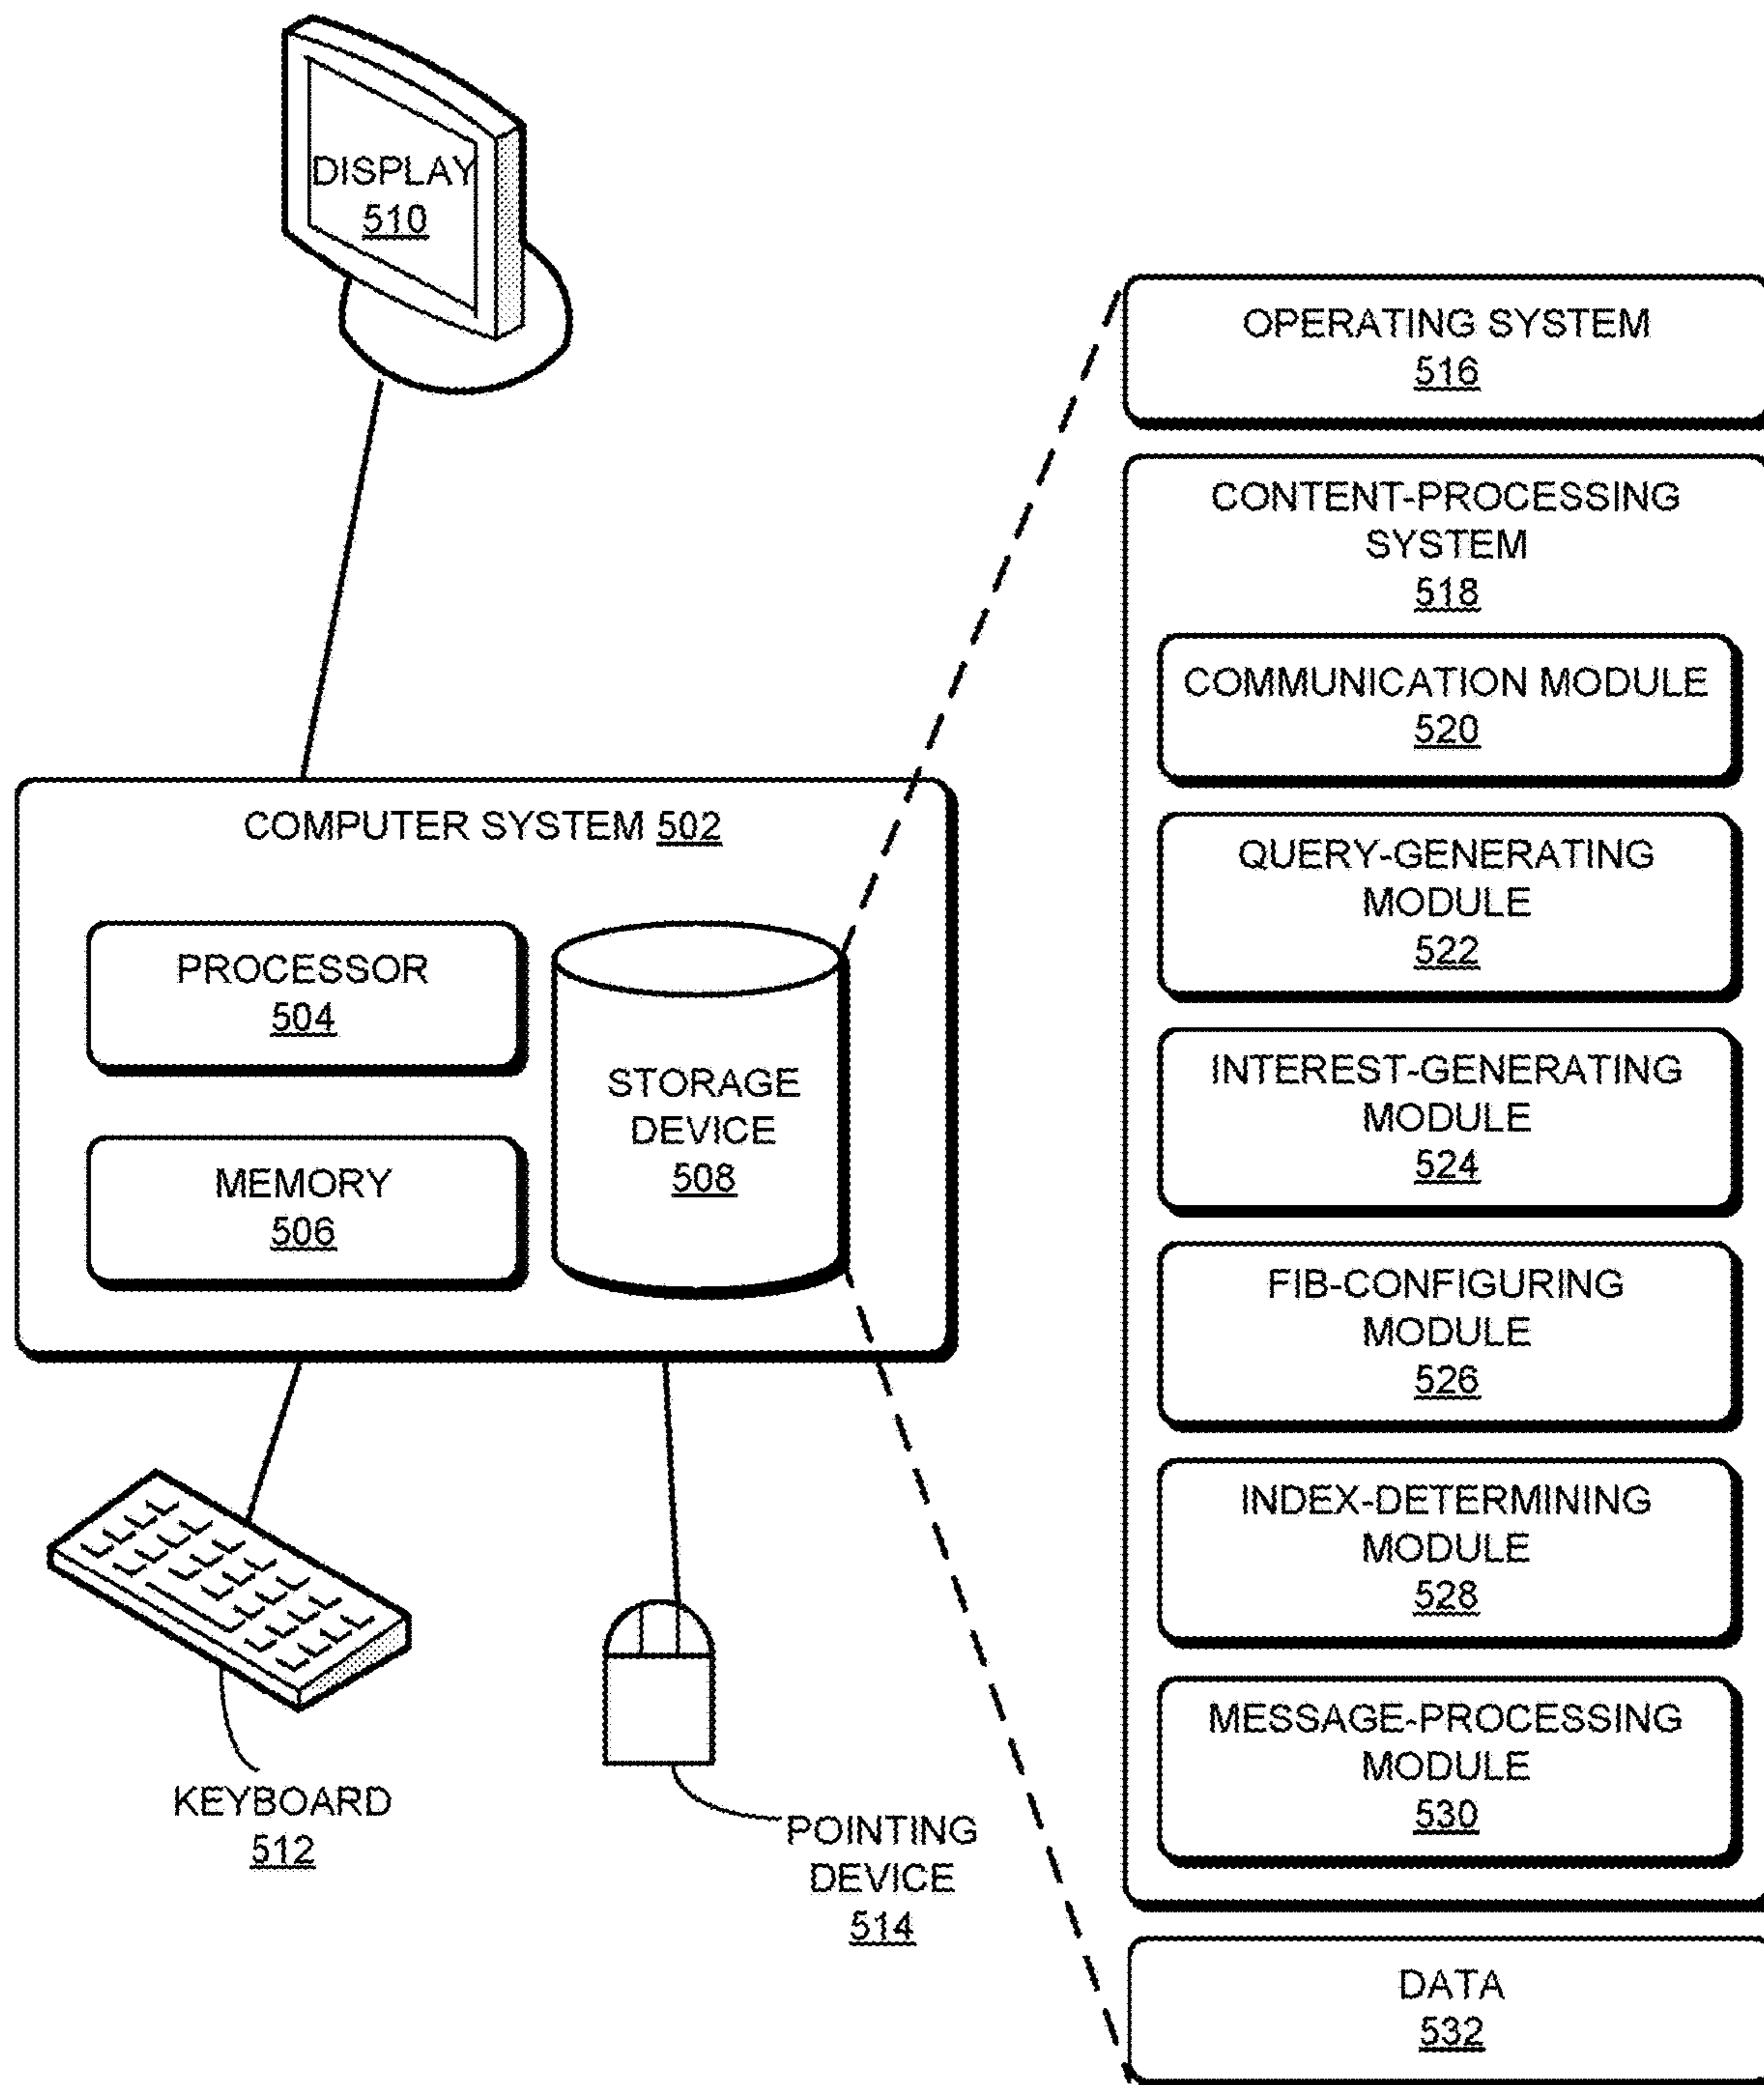 DISPLAY
510
COMPUTER SYSTEM 502
PROCESSOR
504
MEMORY
506
STORAGE
DEVICE
508
KEYBOARD
512
POINTING
DEVICE
514
OPERATING SYSTEM
516
CONTENT-PROCESSING
SYSTEM
518
COMMUNICATION MODULE
520
QUERY-GENERATING
MODULE
522
INTEREST-GENERATING
MODULE
524
FIB-CONFIGURING
MODULE
526
INDEX-DETERMINING
MODULE
528
MESSAGE-PROCESSING
MODULE
530
DATA
532